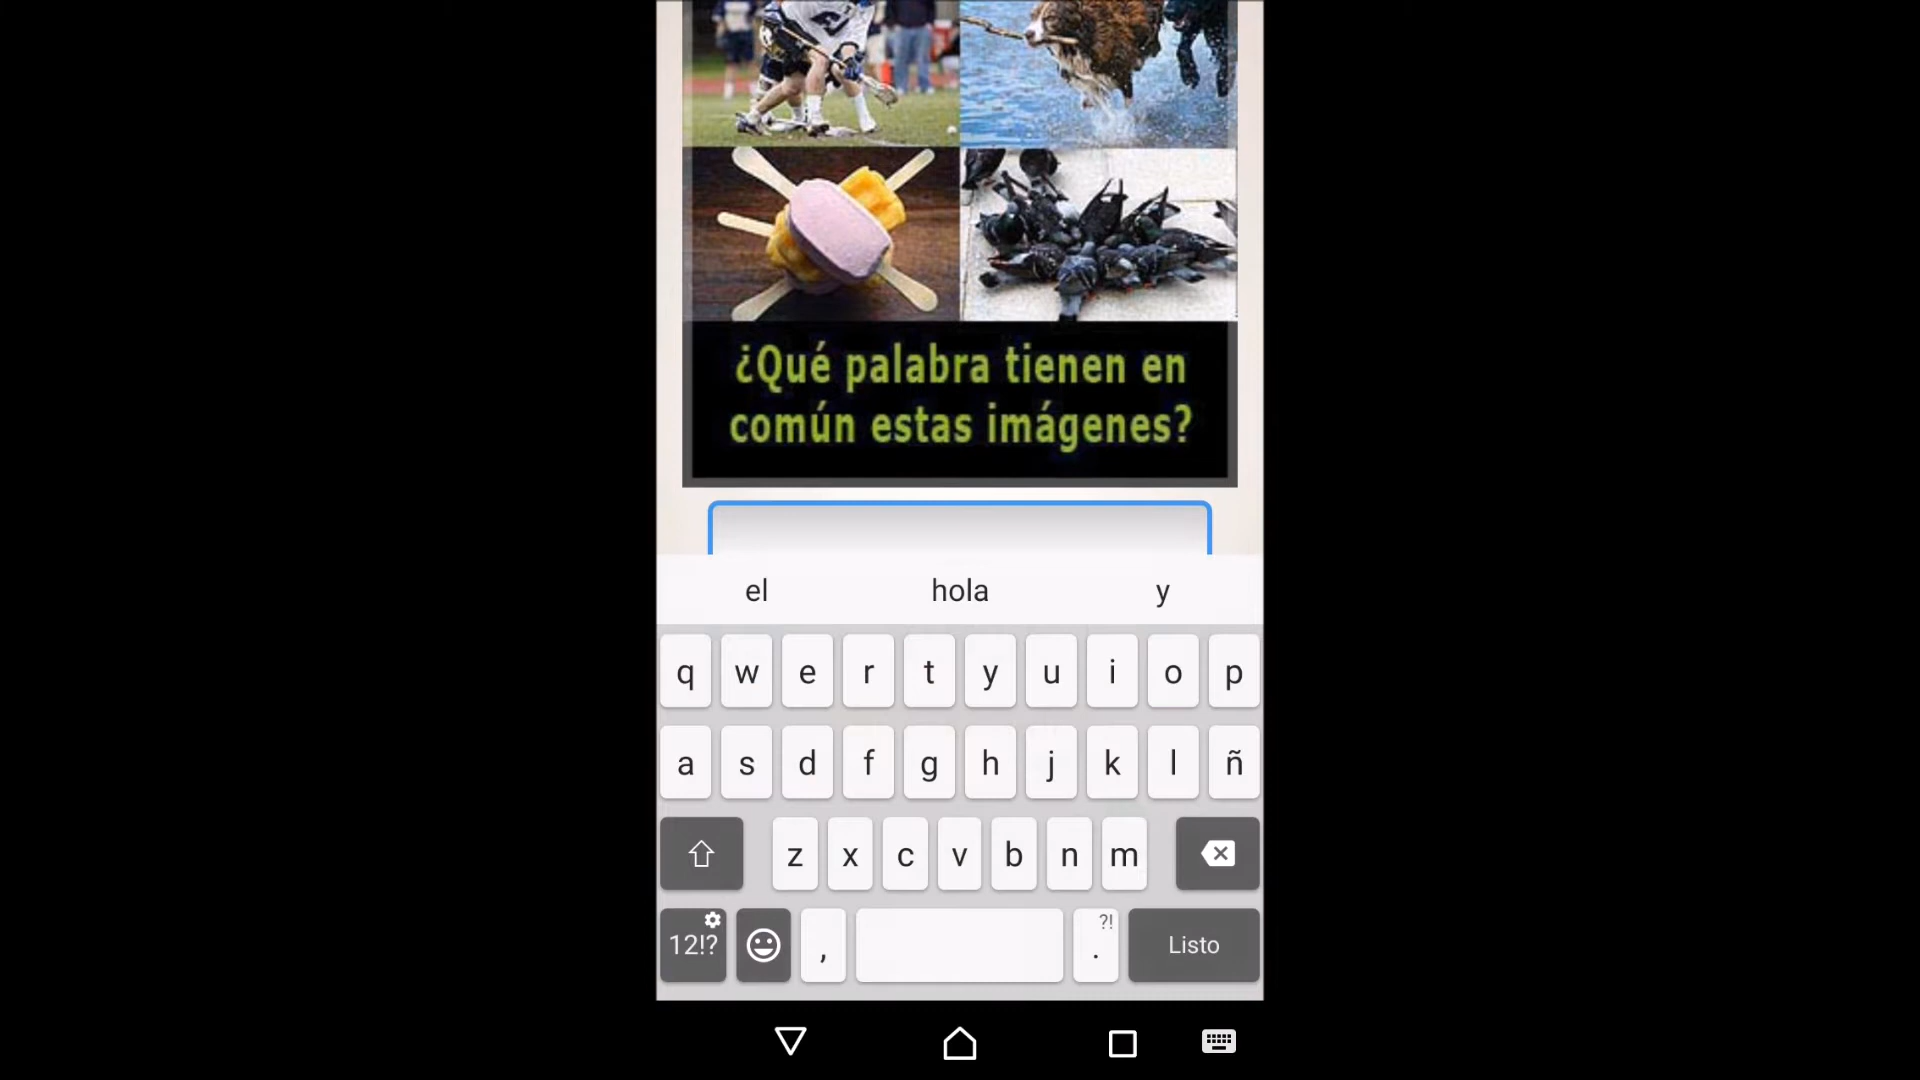 ¿Qué palabra tienen en
común estas imágenes?
el hola y
q w e r t y u i o p
a s d f g h j k l ñ
z x c v b n m
12!? , ?! . Listo